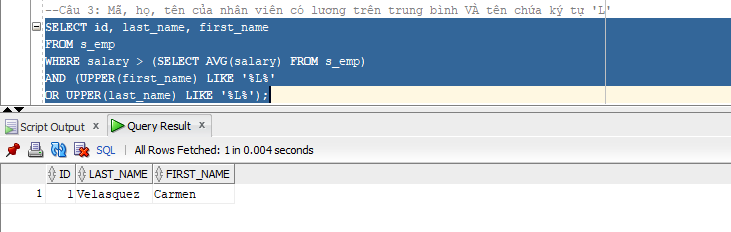 --Câu 3: Mã, họ, tên của nhân viên có lương trên trung bình VÀ tên chứa ký tự 'L'
SELECT id, last_name, first_name
FROM s_emp
WHERE salary > (SELECT AVG(salary) FROM s_emp)
AND (UPPER(first_name) LIKE '%L%'
OR UPPER(last_name) LIKE '%L%');
Script Output x Query Result x
SQL | All Rows Fetched: 1 in 0.004 seconds
ID LAST_NAME FIRST_NAME
1 1 Velasquez Carmen